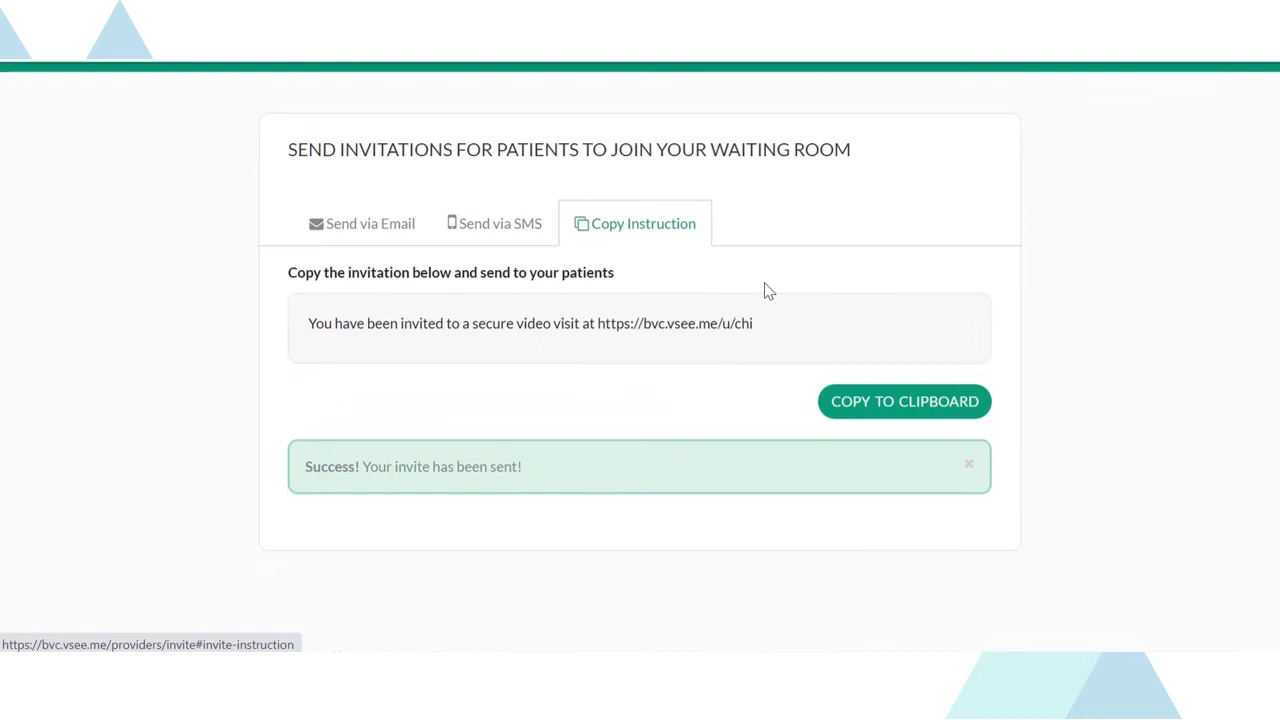 SEND INVITATIONS FOR PATIENTS TO JOIN YOUR WAITING ROOM
Send via Email
Send via SMS
Copy Instruction
Copy the invitation below and send to your patients
You have been invited to a secure video visit at https://bvc.vsee.me/u/chi
COPY TO CLIPBOARD
Success! Your invite has been sent!
https://bvc.vsee.me/providers/invite#invite-instruction